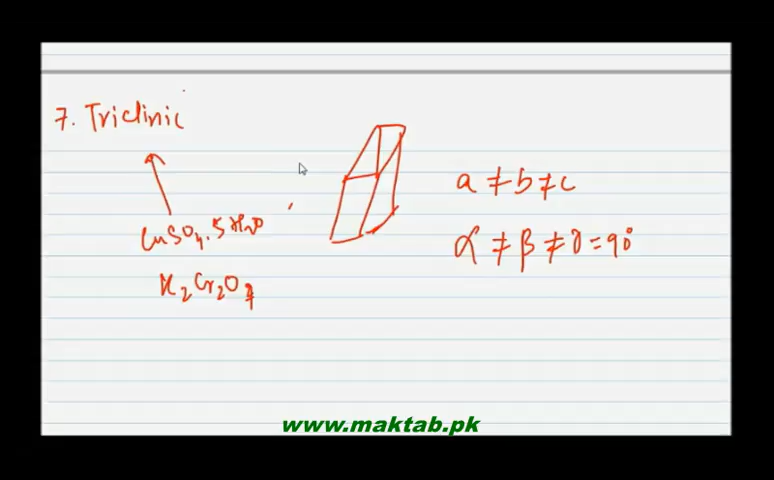 7. Triclinic
a ≠ b ≠ c
CuSO4.5H2O
α ≠ β ≠ γ = 90°
K2Cr2O7
www.maktab.pk